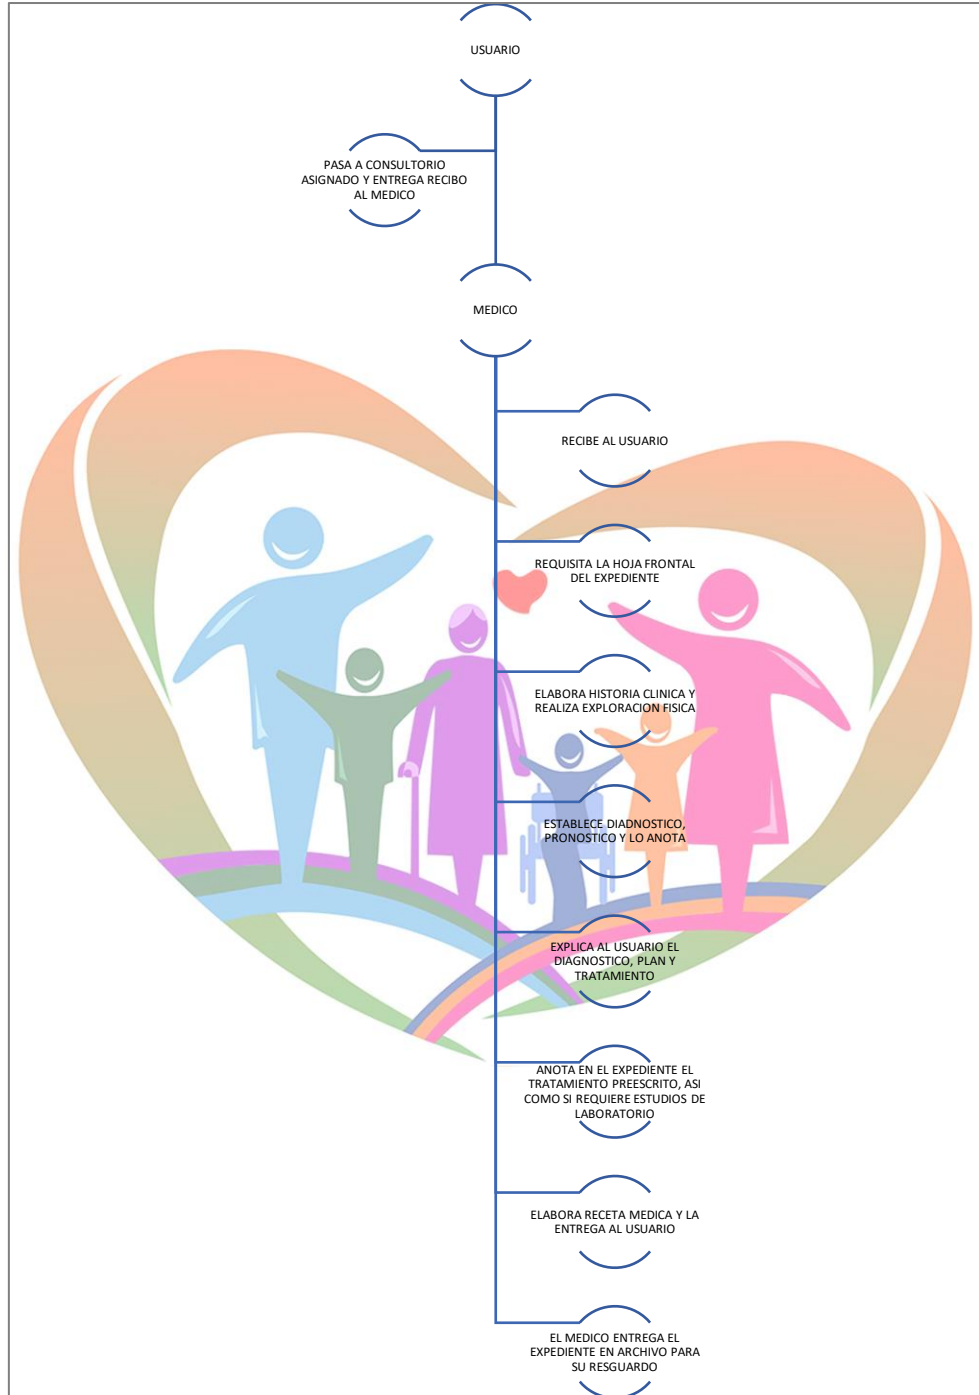 USUARIO
PASA A CONSULTORIO
ASIGNADO Y ENTREGA RECIBO
AL MEDICO
MEDICO
RECIBE AL USUARIO
REQUISITA LA HOJA FRONTAL
DEL EXPEDIENTE
ELABORA HISTORIA CLINICA Y
REALIZA EXPLORACION FISICA
ESTABLECE DIADNOSTICO,
PRONOSTICO Y LO ANOTA
EXPLICA AL USUARIO EL
DIAGNOSTICO, PLAN Y
TRATAMIENTO
ANOTA EN EL EXPEDIENTE EL
TRATAMIENTO PREESCRITO, ASI
COMO SI REQUIERE ESTUDIOS DE
LABORATORIO
ELABORA RECETA MEDICA Y LA
ENTREGA AL USUARIO
EL MEDICO ENTREGA EL
EXPEDIENTE EN ARCHIVO PARA
SU RESGUARDO